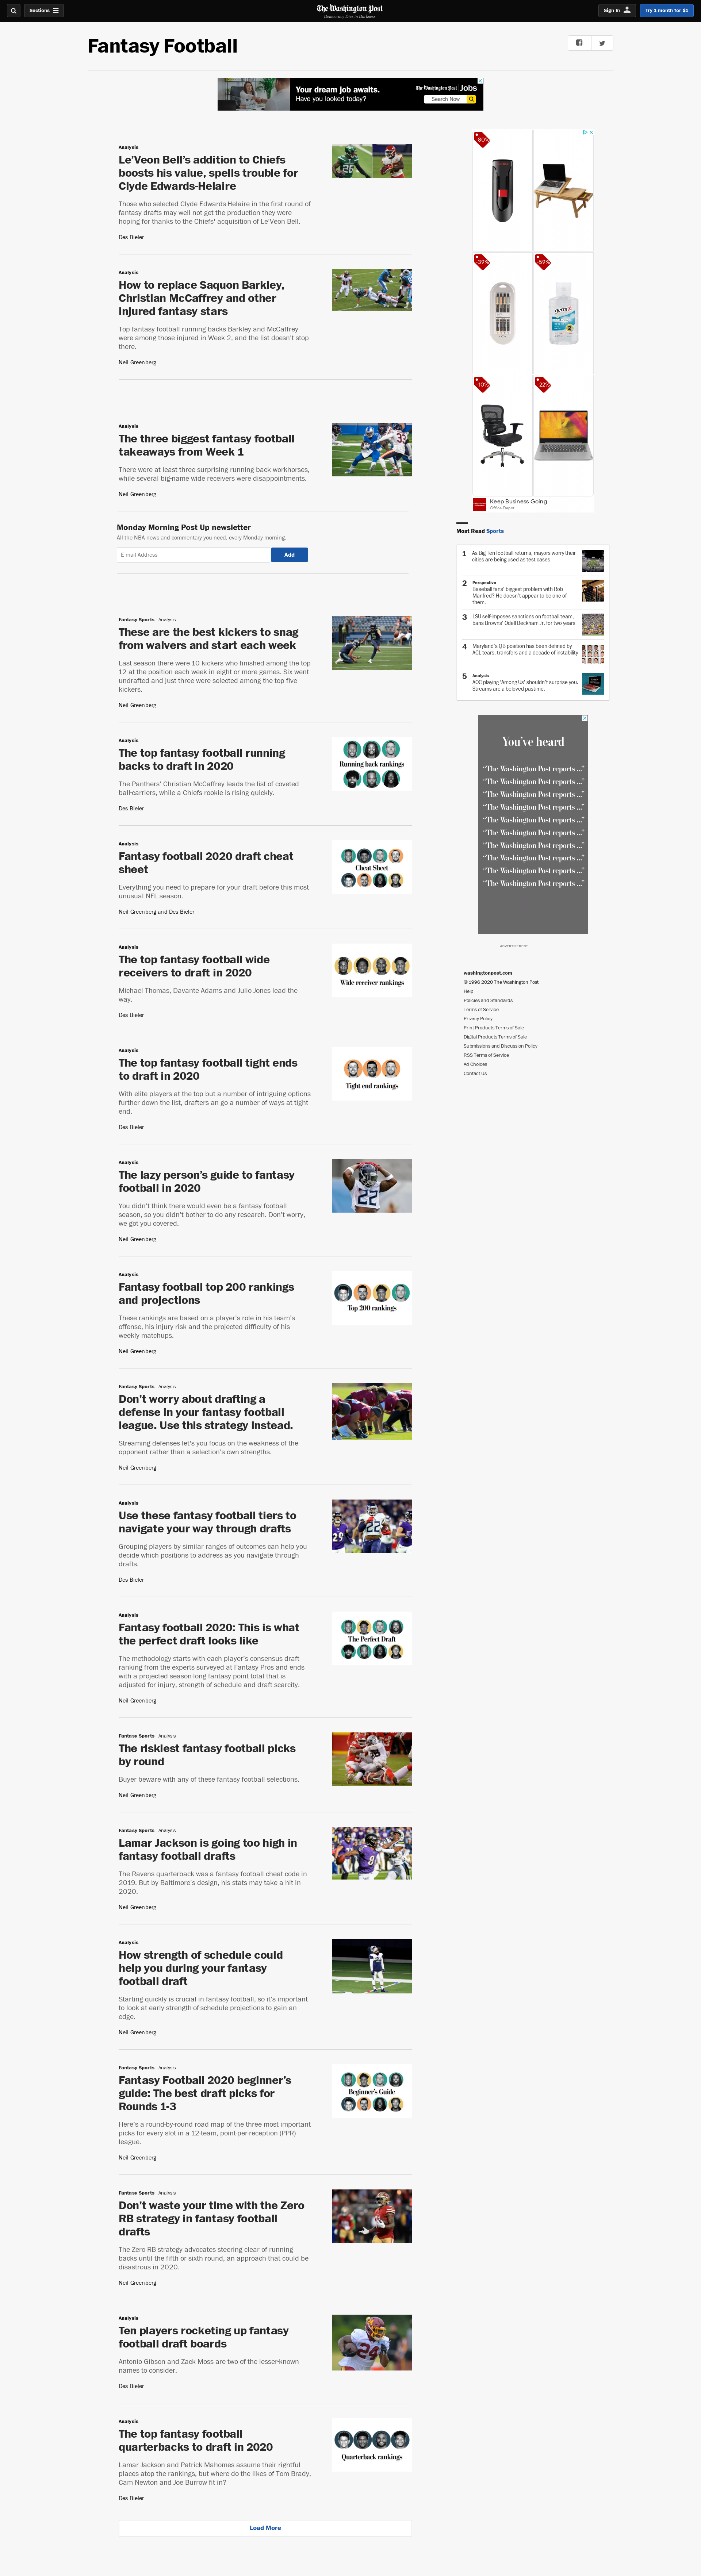 Sections
The Washington Post
Democracy Dies in Darkness
Sign In
Try 1 month for $1
Fantasy Football
Your dream job awaits.
Have you looked today?
The Washington Post Jobs
Search Now
Analysis
Le’Veon Bell’s addition to Chiefs
boosts his value, spells trouble for
Clyde Edwards-Helaire
Those who selected Clyde Edwards-Helaire in the first round of
fantasy drafts may well not get the production they were
hoping for thanks to the Chiefs' acquisition of Le'Veon Bell.
Des Bieler
Analysis
How to replace Saquon Barkley,
Christian McCaffrey and other
injured fantasy stars
Top fantasy football running backs Barkley and McCaffrey
were among those injured in Week 2, and the list doesn't stop
there.
Neil Greenberg
Analysis
The three biggest fantasy football
takeaways from Week 1
There were at least three surprising running back workhorses,
while several big-name wide receivers were disappointments.
Neil Greenberg
Monday Morning Post Up newsletter
All the NBA news and commentary you need, every Monday morning.
E-mail Address
Add
Fantasy Sports Analysis
These are the best kickers to snag
from waivers and start each week
Last season there were 10 kickers who finished among the top
12 at the position each week in eight or more games. Six went
undrafted and just three were selected among the top five
kickers.
Neil Greenberg
Analysis
The top fantasy football running
backs to draft in 2020
The Panthers' Christian McCaffrey leads the list of coveted
ball-carriers, while a Chiefs rookie is rising quickly.
Des Bieler
Running back rankings
Analysis
Fantasy football 2020 draft cheat
sheet
Everything you need to prepare for your draft before this most
unusual NFL season.
Neil Greenberg and Des Bieler
Cheat Sheet
Analysis
The top fantasy football wide
receivers to draft in 2020
Michael Thomas, Davante Adams and Julio Jones lead the
way.
Des Bieler
Wide receiver rankings
Analysis
The top fantasy football tight ends
to draft in 2020
With elite players at the top but a number of intriguing options
further down the list, drafters an go a number of ways at tight
end.
Des Bieler
Tight end rankings
Analysis
The lazy person’s guide to fantasy
football in 2020
You didn't think there would even be a fantasy football
season, so you didn't bother to do any research. Don't worry,
we got you covered.
Neil Greenberg
22
Analysis
Fantasy football top 200 rankings
and projections
These rankings are based on a player's role in his team's
offense, his injury risk and the projected difficulty of his
weekly matchups.
Neil Greenberg
Top 200 rankings
Fantasy Sports Analysis
Don’t worry about drafting a
defense in your fantasy football
league. Use this strategy instead.
Streaming defenses let's you focus on the weakness of the
opponent rather than a selection's own strengths.
Neil Greenberg
Analysis
Use these fantasy football tiers to
navigate your way through drafts
Grouping players by similar ranges of outcomes can help you
decide which positions to address as you navigate through
drafts.
Des Bieler
29
22
Analysis
Fantasy football 2020: This is what
the perfect draft looks like
The methodology starts with each player's consensus draft
ranking from the experts surveyed at Fantasy Pros and ends
with a projected season-long fantasy point total that is
adjusted for injury, strength of schedule and draft scarcity.
Neil Greenberg
The Perfect Draft
Fantasy Sports Analysis
The riskiest fantasy football picks
by round
Buyer beware with any of these fantasy football selections.
Neil Greenberg
Fantasy Sports Analysis
Lamar Jackson is going too high in
fantasy football drafts
The Ravens quarterback was a fantasy football cheat code in
2019. But by Baltimore's design, his stats may take a hit in
2020.
Neil Greenberg
Analysis
How strength of schedule could
help you during your fantasy
football draft
Starting quickly is crucial in fantasy football, so it's important
to look at early strength-of-schedule projections to gain an
edge.
Neil Greenberg
Fantasy Sports Analysis
Fantasy Football 2020 beginner’s
guide: The best draft picks for
Rounds 1-3
Here's a round-by-round road map of the three most important
picks for every slot in a 12-team, point-per-reception (PPR)
league.
Neil Greenberg
Beginner's Guide
Fantasy Sports Analysis
Don’t waste your time with the Zero
RB strategy in fantasy football
drafts
The Zero RB strategy advocates steering clear of running
backs until the fifth or sixth round, an approach that could be
disastrous in 2020.
Neil Greenberg
Analysis
Ten players rocketing up fantasy
football draft boards
Antonio Gibson and Zack Moss are two of the lesser-known
names to consider.
Des Bieler
24
Analysis
The top fantasy football
quarterbacks to draft in 2020
Lamar Jackson and Patrick Mahomes assume their rightful
places atop the rankings, but where do the likes of Tom Brady,
Cam Newton and Joe Burrow fit in?
Des Bieler
Quarterback rankings
Load More
-80%
-39%
-59%
-10%
-22%
Keep Business Going
Office Depot
Most Read Sports
1
As Big Ten football returns, mayors worry their
cities are being used as test cases
2
Perspective
Baseball fans' biggest problem with Rob
Manfred? He doesn't appear to be one of
them.
3
LSU self-imposes sanctions on football team,
bans Browns' Odell Beckham Jr. for two years
4
Maryland's QB position has been defined by
ACL tears, transfers and a decade of instability
5
Analysis
AOC playing 'Among Us' shouldn't surprise you.
Streams are a beloved pastime.
You’ve heard
“The Washington Post reports ...”
“The Washington Post reports ...”
“The Washington Post reports ...”
“The Washington Post reports ...”
“The Washington Post reports ...”
“The Washington Post reports ...”
“The Washington Post reports ...”
“The Washington Post reports ...”
“The Washington Post reports ...”
“The Washington Post reports ...”
ADVERTISEMENT
washingtonpost.com
© 1996-2020 The Washington Post
Help
Policies and Standards
Terms of Service
Privacy Policy
Print Products Terms of Sale
Digital Products Terms of Sale
Submissions and Discussion Policy
RSS Terms of Service
Ad Choices
Contact Us